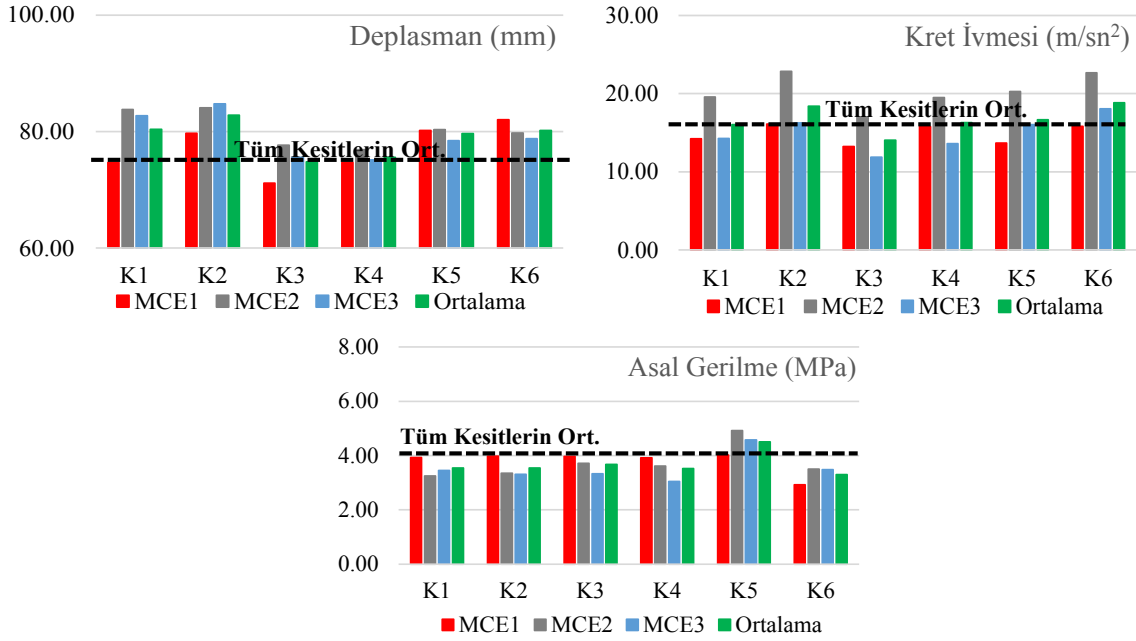 Deplasman (mm)
100.00
80.00
60.00
Tüm Kesitlerin Ort.
K1 K2 K3 K4 K5 K6
MCE1 MCE2 MCE3 Ortalama
Kret İvmesi (m/sn²)
30.00
20.00
10.00
0.00
Tüm Kesitlerin Ort.
K1 K2 K3 K4 K5 K6
MCE1 MCE2 MCE3 Ortalama
Asal Gerilme (MPa)
8.00
6.00
4.00
2.00
0.00
Tüm Kesitlerin Ort.
K1 K2 K3 K4 K5 K6
MCE1 MCE2 MCE3 Ortalama